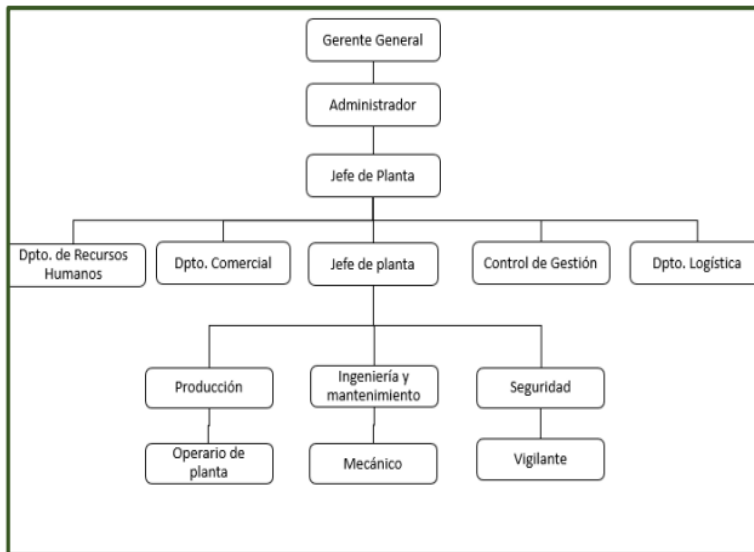 Gerente General
Administrador
Jefe de Planta
Dpto. de Recursos
Humanos
Dpto. Comercial
Jefe de planta
Control de Gestión
Dpto. Logística
Producción
Ingeniería y
mantenimiento
Seguridad
Operario de
planta
Mecánico
Vigilante